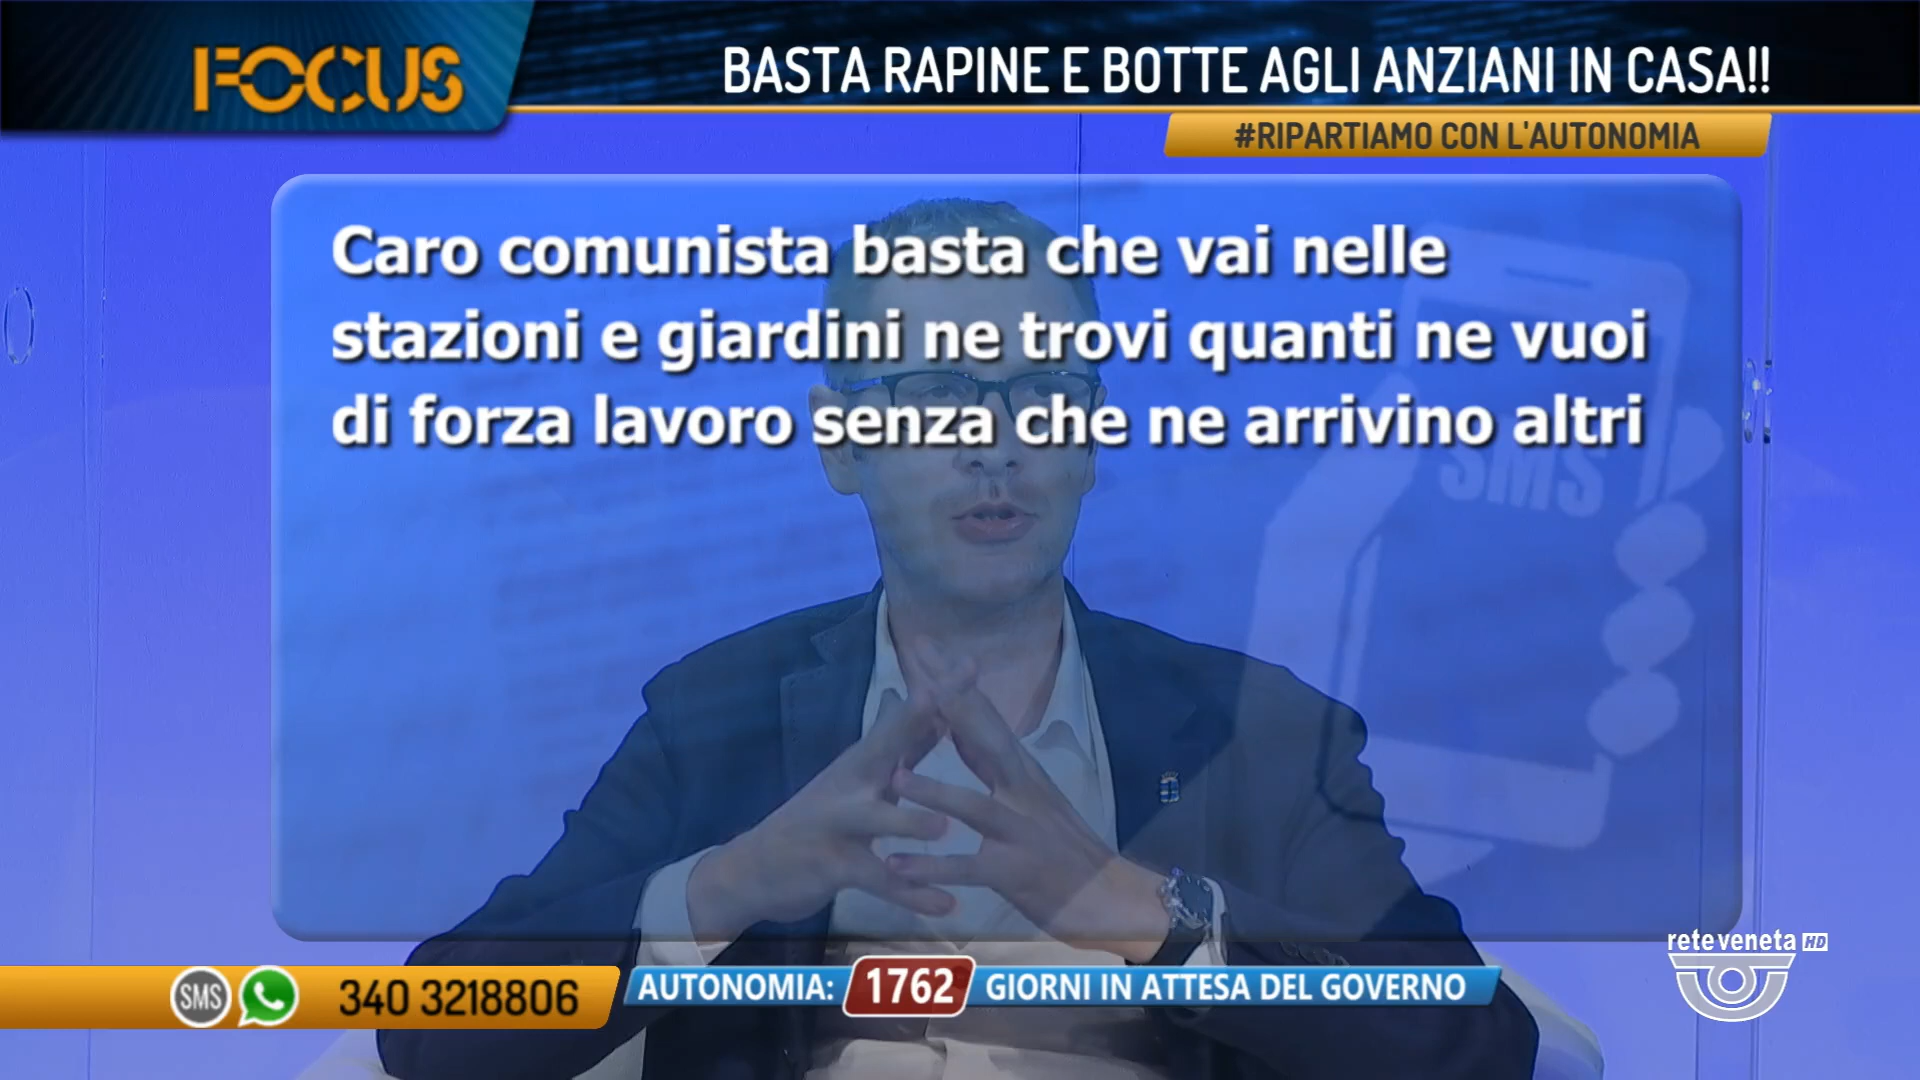 FOCUS
BASTA RAPINE E BOTTE AGLI ANZIANI IN CASA!!
#RIPARTIAMO CON L'AUTONOMIA
Caro comunista basta che vai nelle
stazioni e giardini ne trovi quanti ne vuoi
di forza lavoro senza che ne arrivino altri
SMS
reteveneta HD
SMS
340 3218806
AUTONOMIA: 1762 GIORNI IN ATTESA DEL GOVERNO